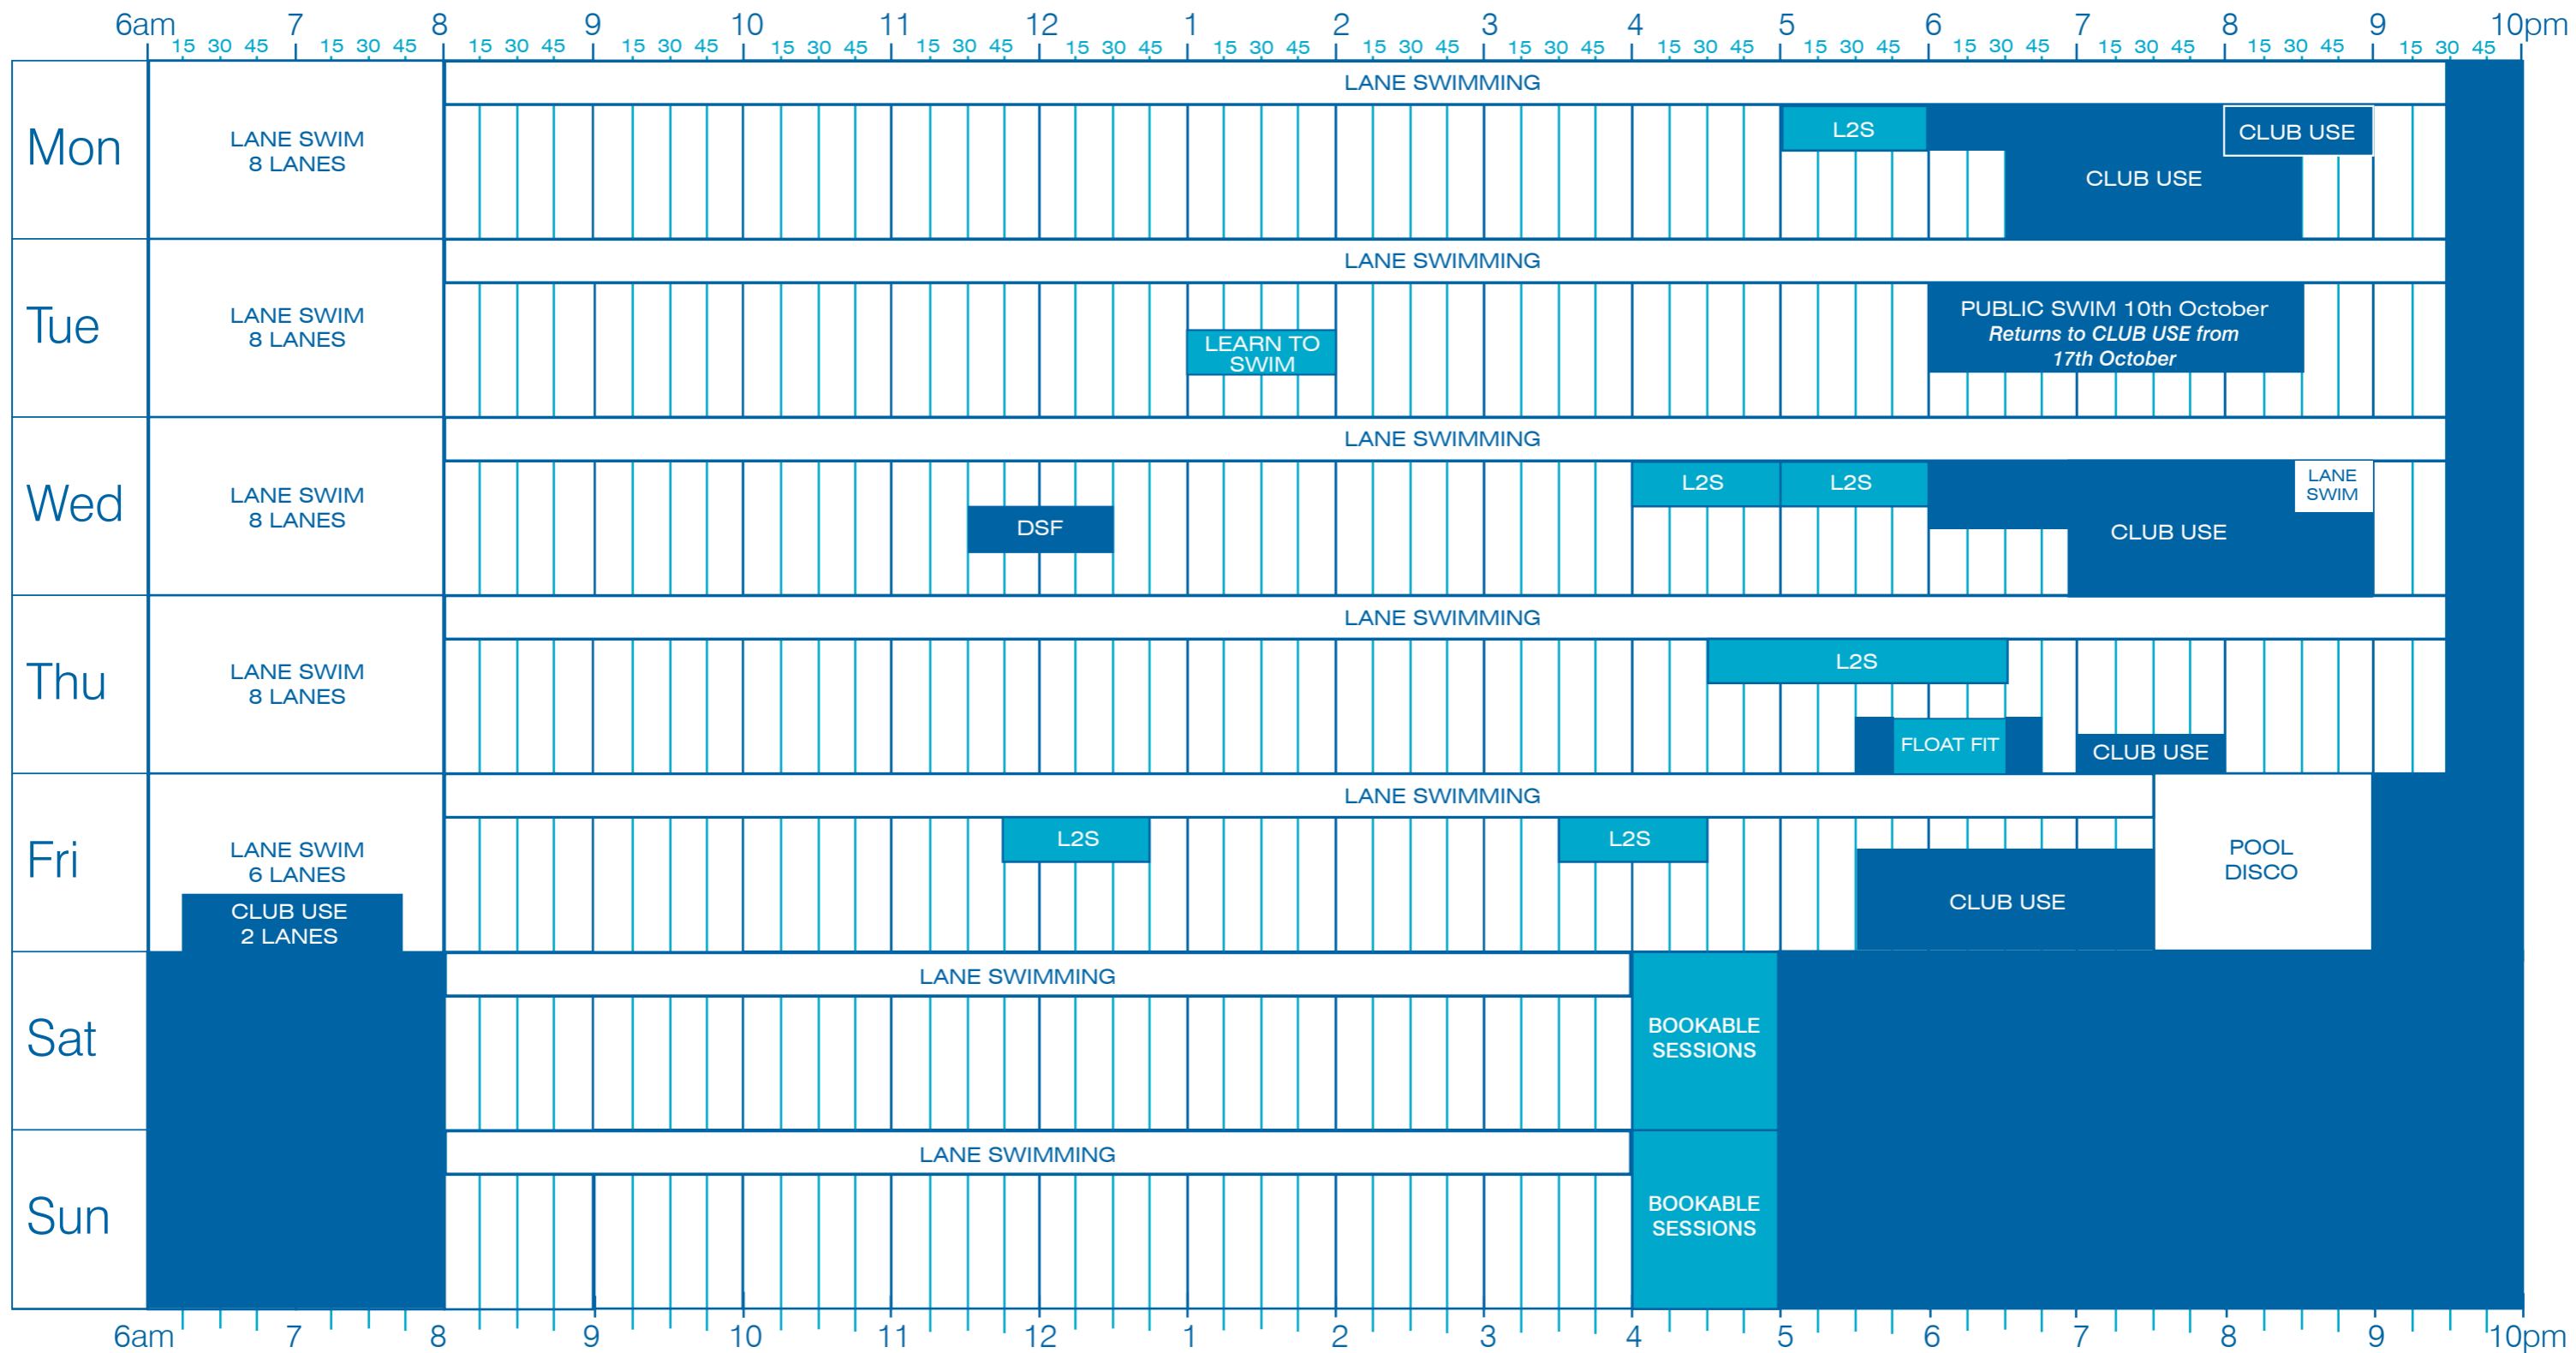 6am 7 8 9 10 11 12 1 2 3 4 5 6 7 8 9 10pm
15 30 45 15 30 45 15 30 45 15 30 45 15 30 45 15 30 45 15 30 45 15 30 45 15 30 45 15 30 45 15 30 45 15 30 45 15 30 45 15 30 45 15 30 45 15 30 45
Mon
LANE SWIM
8 LANES
LANE SWIMMING
L2S
CLUB USE
CLUB USE
Tue
LANE SWIM
8 LANES
LANE SWIMMING
LEARN TO
SWIM
PUBLIC SWIM 10th October
Returns to CLUB USE from
17th October
Wed
LANE SWIM
8 LANES
LANE SWIMMING
DSF
L2S
L2S
CLUB USE
LANE
SWIM
Thu
LANE SWIM
8 LANES
LANE SWIMMING
L2S
FLOAT FIT
CLUB USE
Fri
LANE SWIM
6 LANES
CLUB USE
2 LANES
LANE SWIMMING
L2S
L2S
CLUB USE
POOL
DISCO
Sat
LANE SWIMMING
BOOKABLE
SESSIONS
Sun
LANE SWIMMING
BOOKABLE
SESSIONS
6am 7 8 9 10 11 12 1 2 3 4 5 6 7 8 9 10pm